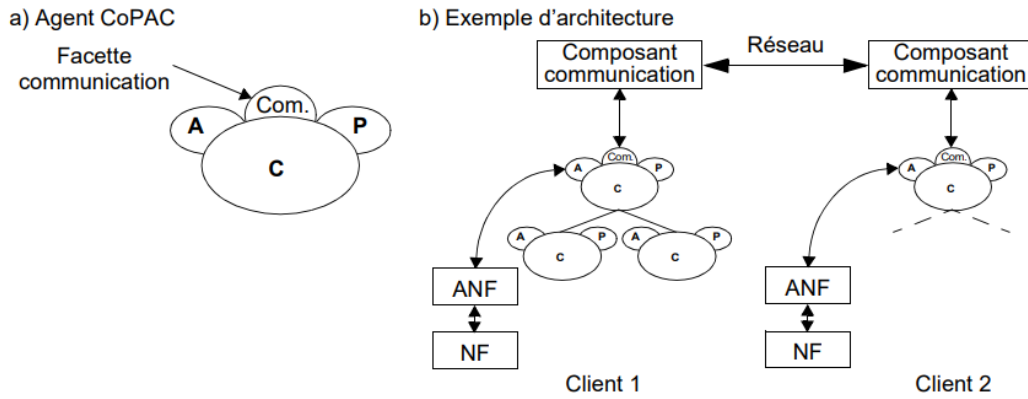 a) Agent CoPAC
Facette
communication
Com.
A
P
C
b) Exemple d'architecture
Composant
communication
Réseau
Composant
communication
Com.
A
P
C
A
P
C
A
P
C
ANF
NF
Client 1
Com.
A
P
C
ANF
NF
Client 2